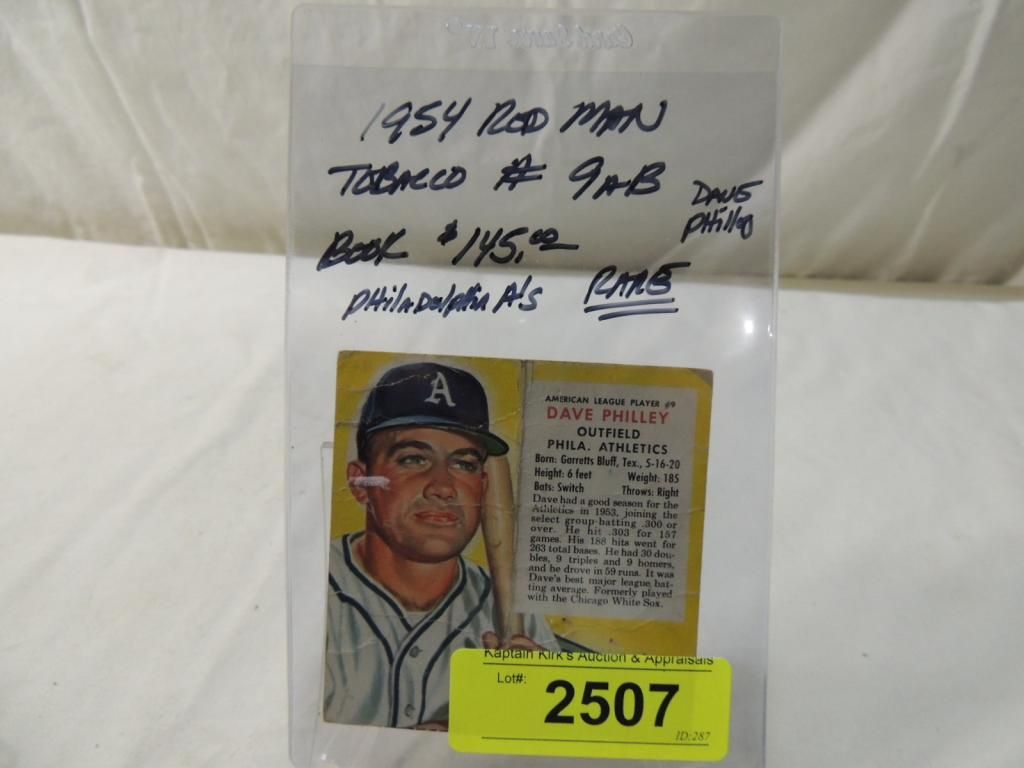 Card Saver IV
1954 RED MAN
TOBACCO # 9AB
DAVE
Philley
BOOK $145.00
PHILADelphiA A's RARE
A
AMERICAN LEAGUE PLAYER #9
DAVE PHILLEY
OUTFIELD
PHILA. ATHLETICS
Born: Garretts Bluff, Tex., 5-16-20
Height: 6 feet Weight: 185
Bats: Switch Throws: Right
Dave had a good season for the
Athletics in 1953, joining the
select group-batting .300 or
over. He hit .303 for 157
games. His 188 hits went for
263 total bases. He had 30 dou-
bles, 9 triples and 9 homers,
and he drove in 59 runs. It was
Dave's best major league bat-
ting average. Formerly played
with the Chicago White Sox.
Kaptain Kirk's Auction & Appraisals
Lot#:
2507
ID:287